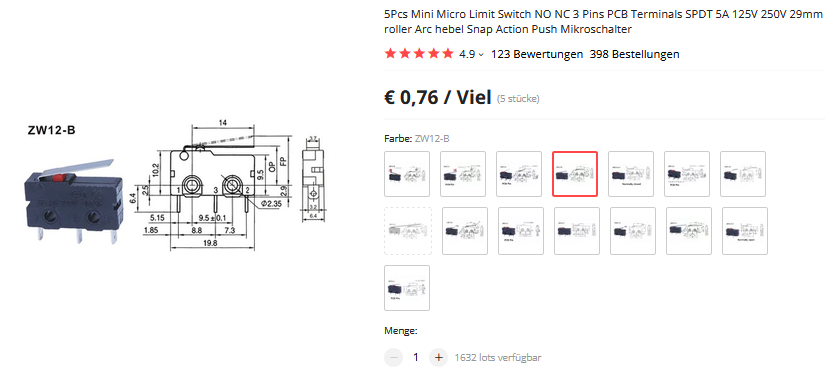 5Pcs Mini Micro Limit Switch NO NC 3 Pins PCB Terminals SPDT 5A 125V 250V 29mm
roller Arc hebel Snap Action Push Mikroschalter
4.9 123 Bewertungen 398 Bestellungen
€ 0,76 / Viel (5 stücke)
Farbe: ZW12-B
ZW12-B
14
10.2
OP
FP
9.5
2.5
6.4
1
3
2
2.9
Ø2.35
5.15
9.5±0.1
1.85
8.8
7.3
19.8
3.2
6.4
Menge:
− 1 +
1632 lots verfügbar